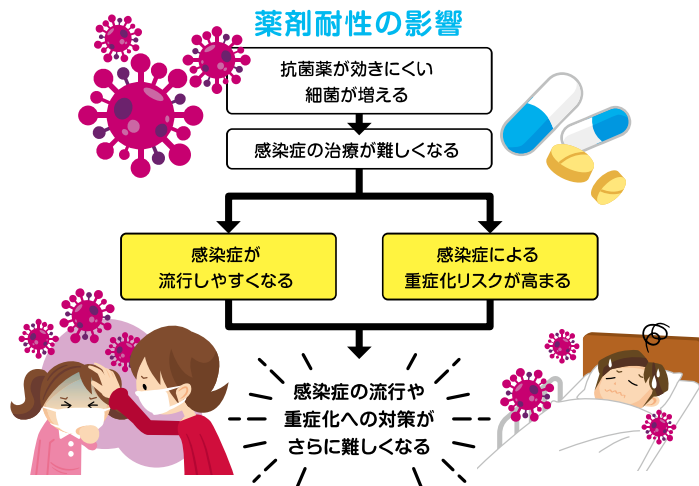 薬剤耐性の影響
抗菌薬が効きにくい
細菌が増える
感染症の治療が難しくなる
感染症が
流行しやすくなる
感染症による
重症化リスクが高まる
感染症の流行や
重症化への対策が
さらに難しくなる